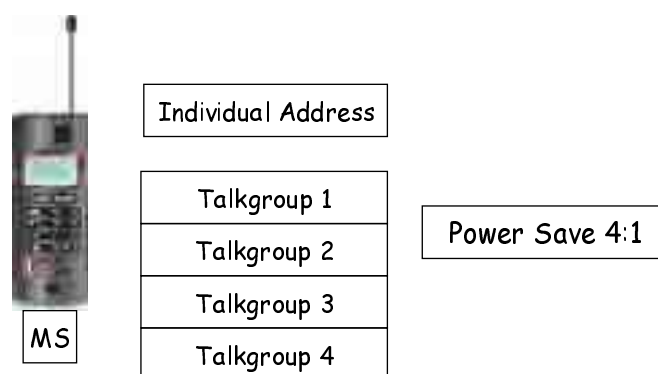 Individual Address
Talkgroup 1
Talkgroup 2
Power Save 4:1
Talkgroup 3
Talkgroup 4
MS